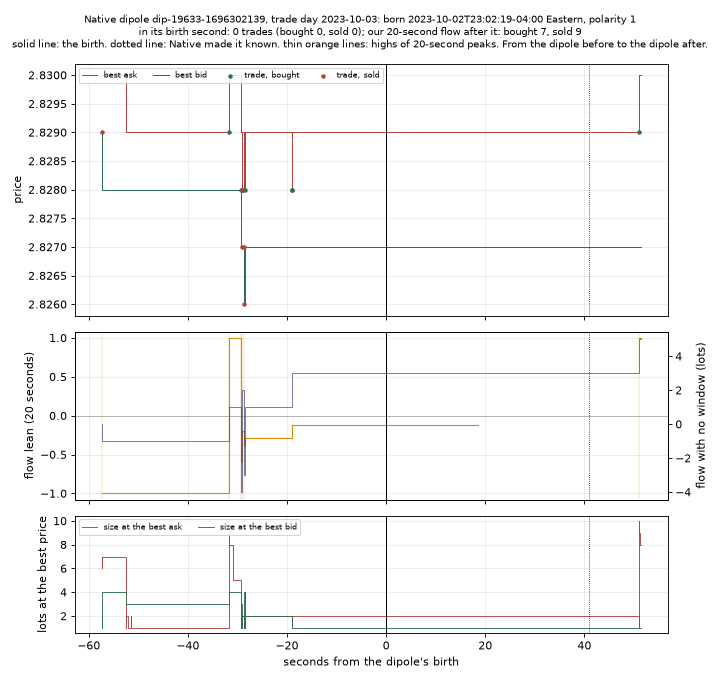 Native dipole dip-19633-1696302139, trade day 2023-10-03: born 2023-10-02T23:02:19-04:00 Eastern, polarity 1
in its birth second: 0 trades (bought 0, sold 0); our 20-second flow after it: bought 7, sold 9
solid line: the birth. dotted line: Native made it known. thin orange lines: highs of 20-second peaks. From the dipole before to the dipole after.
best ask best bid trade, bought trade, sold
2.8300
2.8295
2.8290
2.8285
2.8280
2.8275
2.8270
2.8265
2.8260
price
1.0
0.5
0.0
−0.5
−1.0
flow lean (20 seconds)
4
2
0
−2
−4
flow with no window (lots)
size at the best ask size at the best bid
10
8
6
4
2
lots at the best price
−60 −40 −20 0 20 40
seconds from the dipole's birth